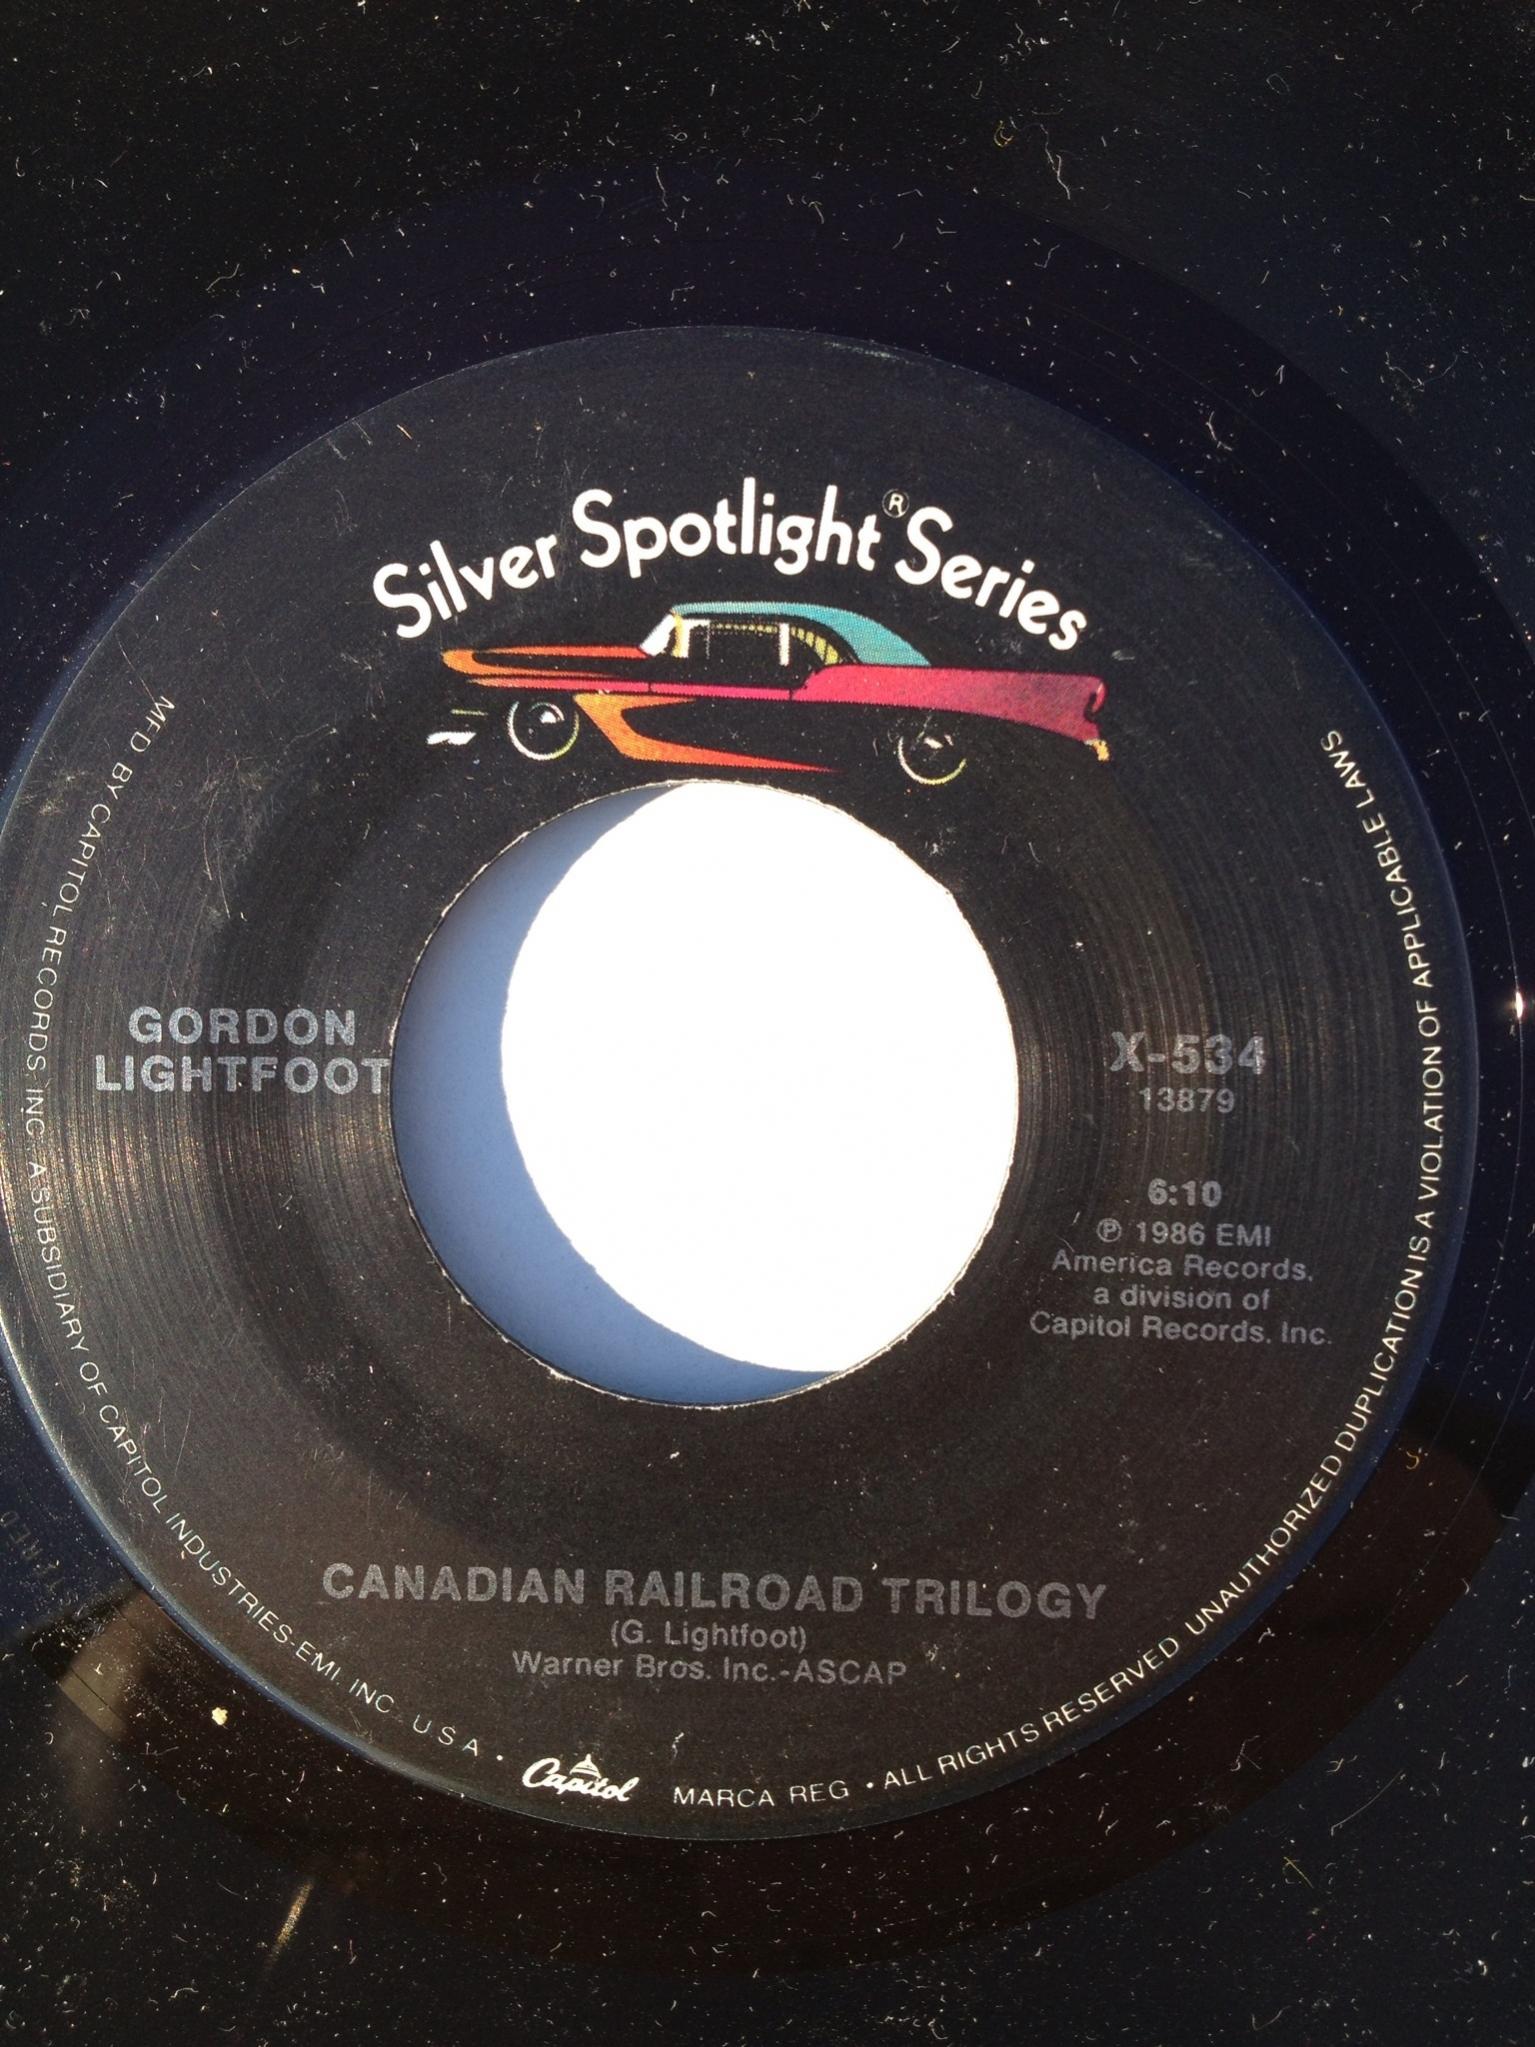 Silver Spotlight® Series
GORDON
LIGHTFOOT
X-534
13879
6:10
℗ 1986 EMI
America Records,
a division of
Capitol Records, Inc.
CANADIAN RAILROAD TRILOGY
(G. Lightfoot)
Warner Bros. Inc.-ASCAP
MFD BY CAPITOL RECORDS, INC. A SUBSIDIARY OF CAPITOL INDUSTRIES-EMI, INC. U S A • Capitol MARCA REG • ALL RIGHTS RESERVED UNAUTHORIZED DUPLICATION IS A VIOLATION OF APPLICABLE LAWS